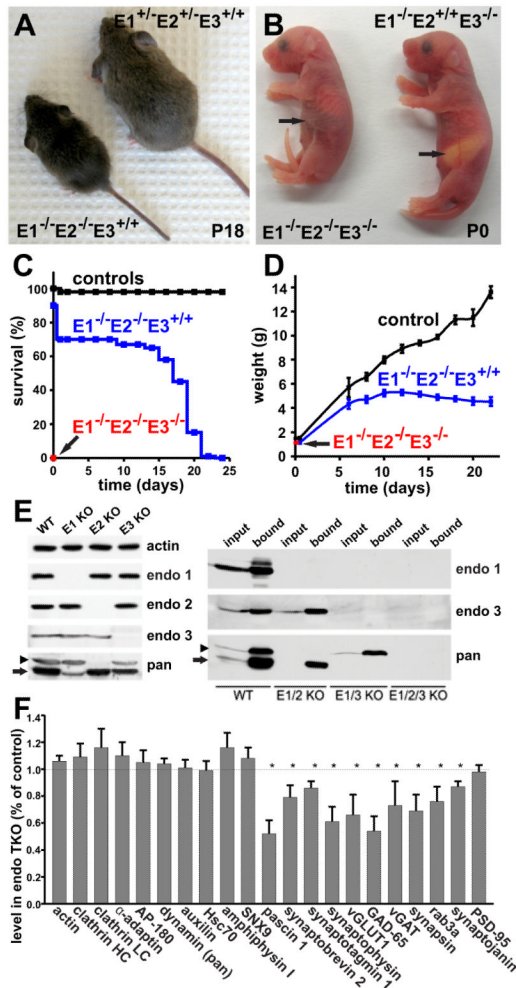 A
E1+/-E2+/-E3+/+
E1-/-E2-/-E3+/+
P18
B
E1-/-E2+/+E3-/-
E1-/-E2-/-E3-/-
P0
C
controls
E1-/-E2-/-E3+/+
E1-/-E2-/-E3-/-
survival (%)
100
80
60
40
20
0
0 5 10 15 20 25
time (days)
D
control
E1-/-E2-/-E3+/+
E1-/-E2-/-E3-/-
weight (g)
16
14
12
10
8
6
4
2
0
0 5 10 15 20
time (days)
E
WT E1 KO E2 KO E3 KO
actin
endo 1
endo 2
endo 3
pan
input bound input bound input bound input bound
endo 1
endo 3
pan
WT E1/2 KO E1/3 KO E1/2/3 KO
F
level in endo TKO (% of control)
1.4
1.2
1.0
0.8
0.6
0.4
0.2
0.0
* * * * * * * * * *
actin
clathrin HC
clathrin LC
α-adaptin
AP-180
dynamin (pan)
auxilin
Hsc70
amphiphysin I
SNX9
pascin 1
synaptobrevin 2
synaptotagmin 1
synaptophysin
vGLUT1
GAD-65
vGAT
synapsin
rab3a
synaptojanin
PSD-95